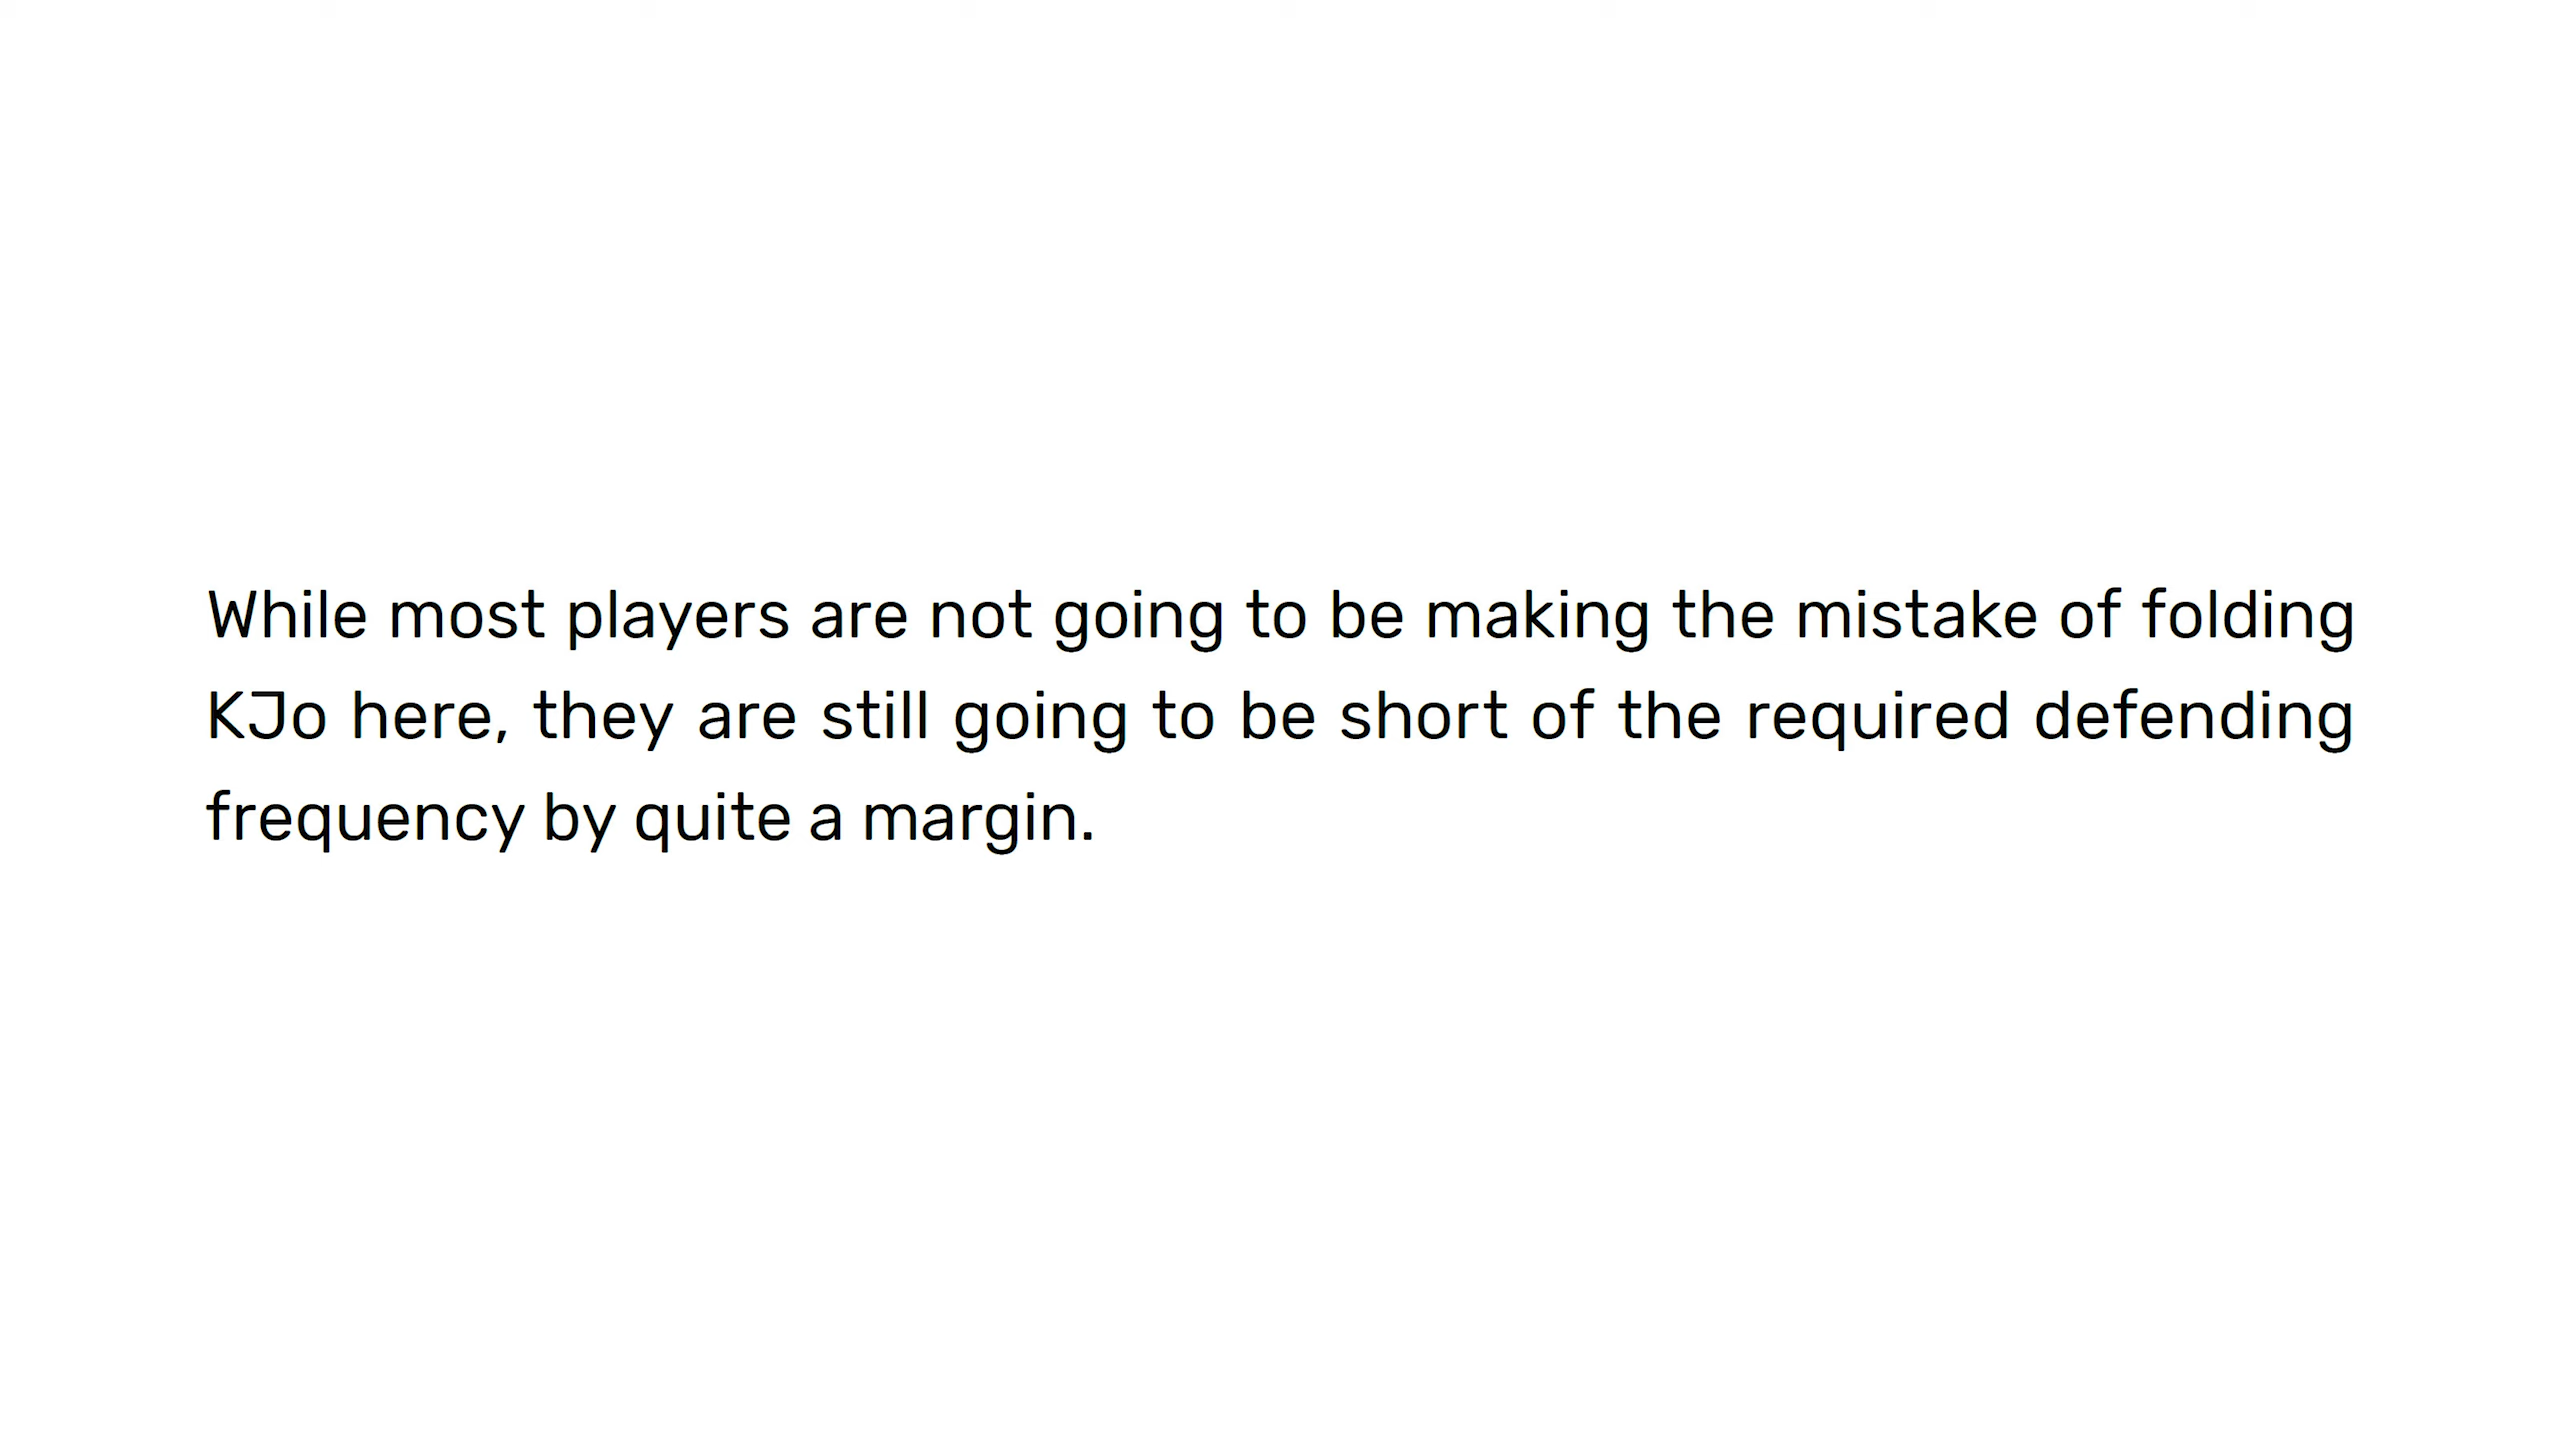 While most players are not going to be making the mistake of folding
KJo here, they are still going to be short of the required defending
frequency by quite a margin.